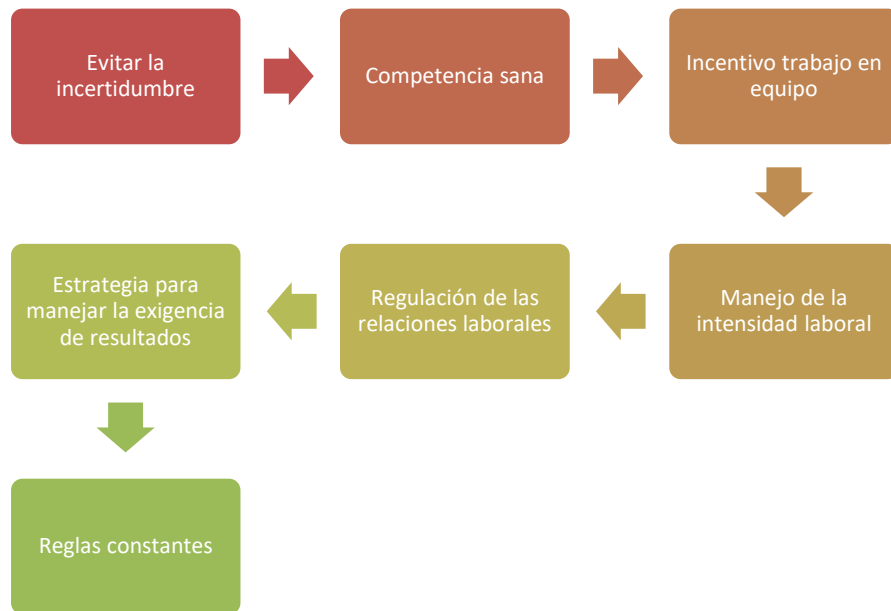 Evitar la
incertidumbre
Competencia sana
Incentivo trabajo en
equipo
Manejo de la
intensidad laboral
Regulación de las
relaciones laborales
Estrategia para
manejar la exigencia
de resultados
Reglas constantes